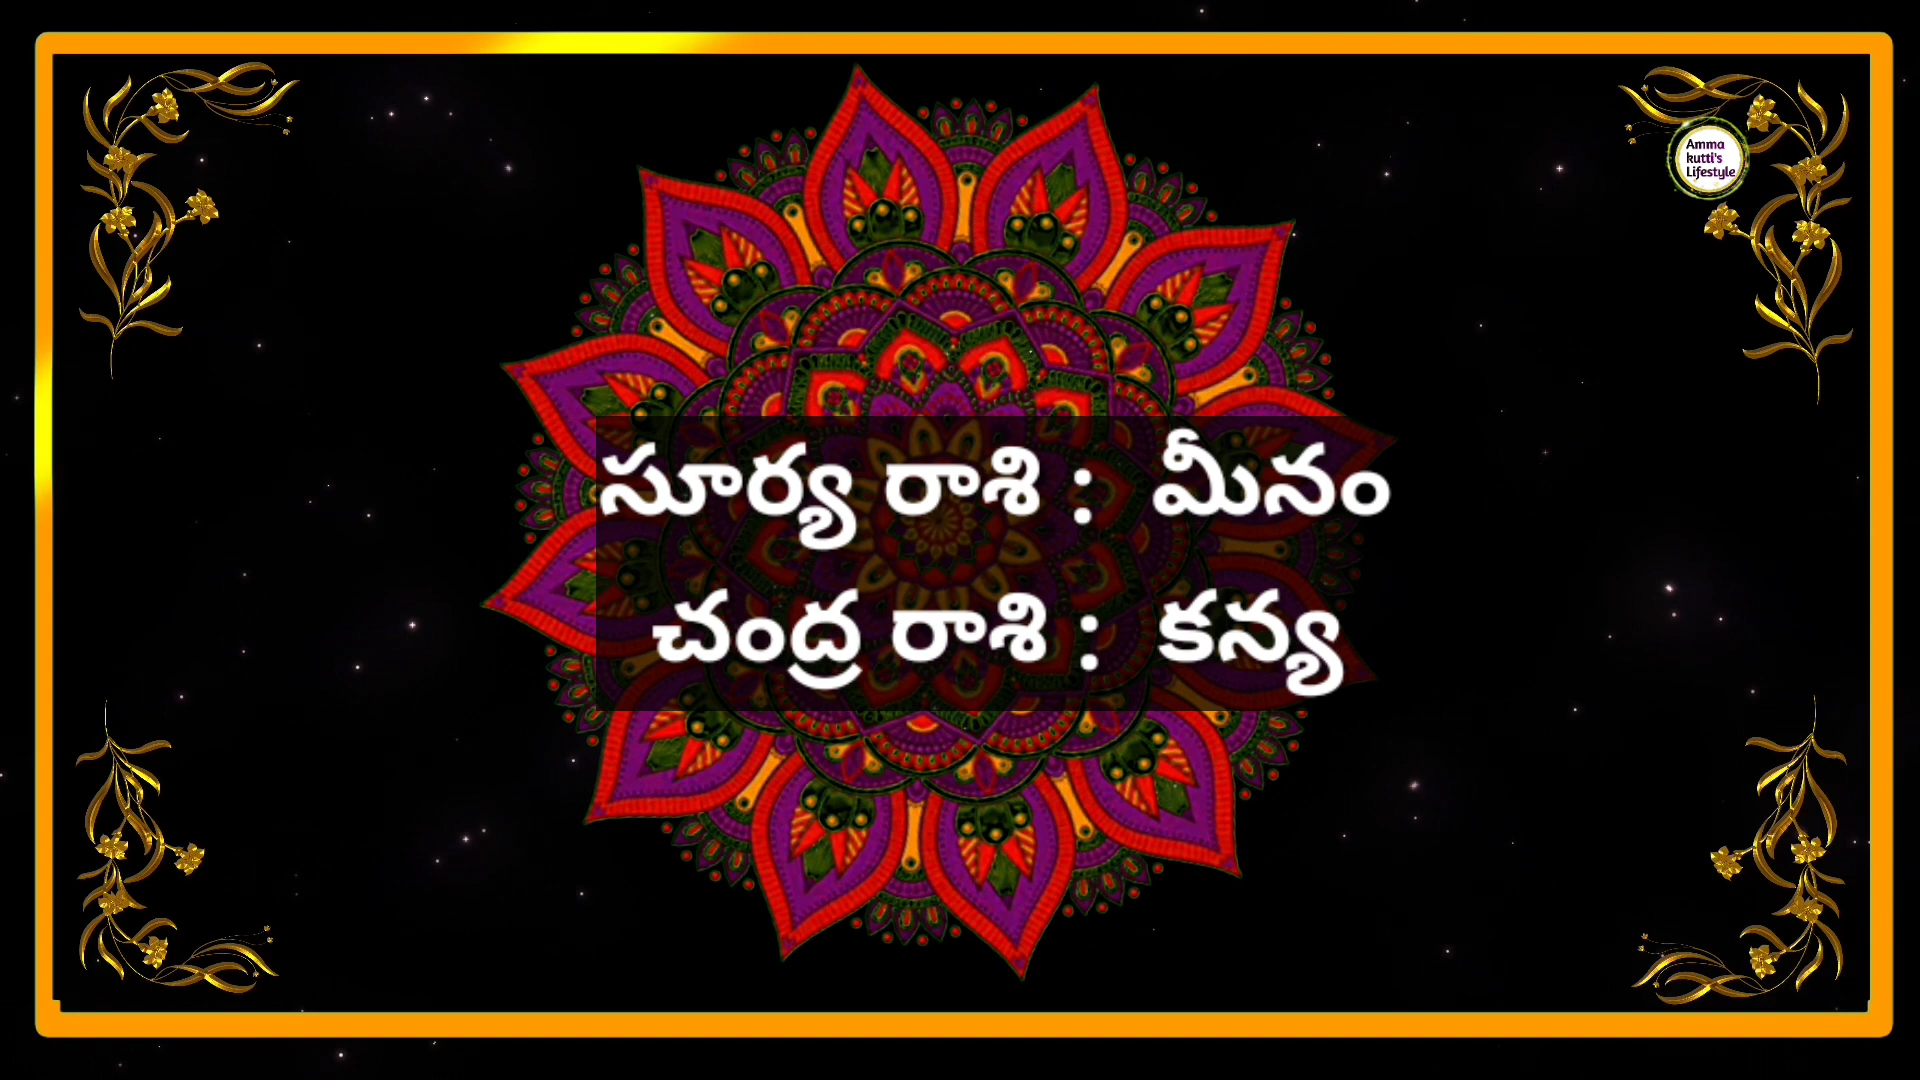 Amma
kutti's
Lifestyle
సూర్య రాశి : మీనం
చంద్ర రాశి : కన్య